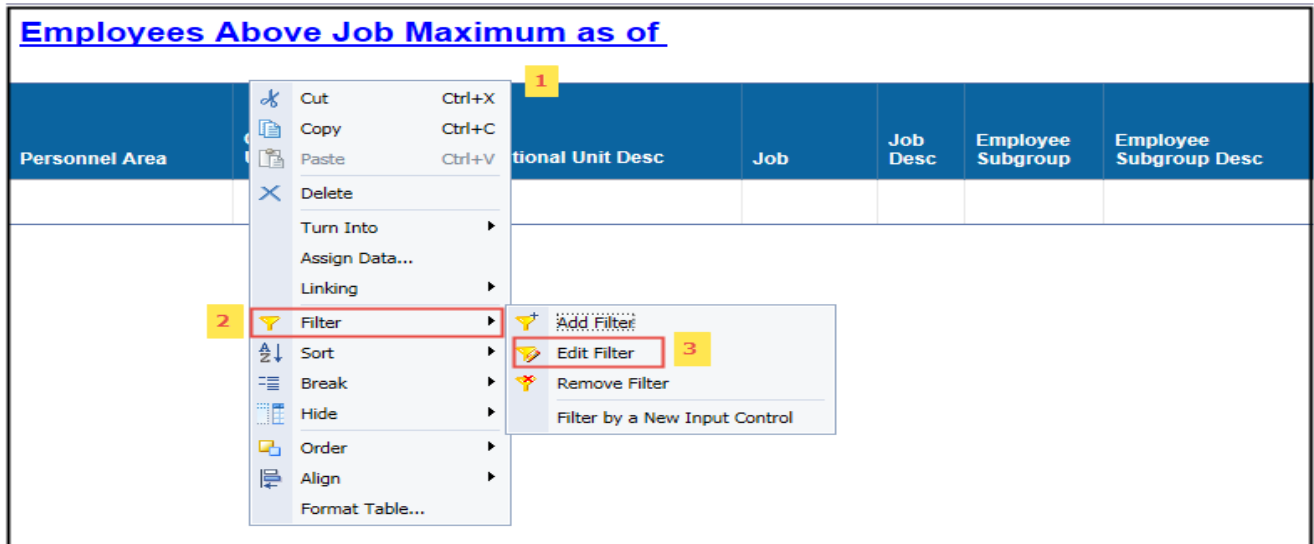 Employees Above Job Maximum as of
1
Personnel Area
tional Unit Desc
Job
Job
Desc
Employee
Subgroup
Employee
Subgroup Desc
Cut Ctrl+X
Copy Ctrl+C
Paste Ctrl+V
Delete
Turn Into
Assign Data...
Linking
2
Filter
Sort
Break
Hide
Order
Align
Format Table...
Add Filter
Edit Filter
3
Remove Filter
Filter by a New Input Control